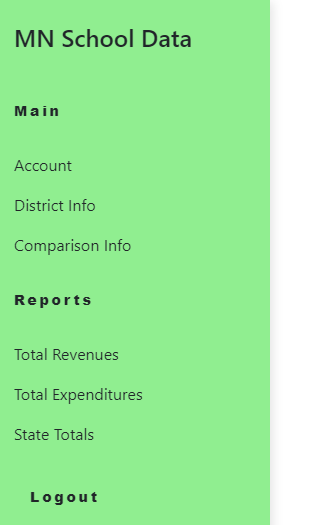 MN School Data
Main
Account
District Info
Comparison Info
Reports
Total Revenues
Total Expenditures
State Totals
Logout